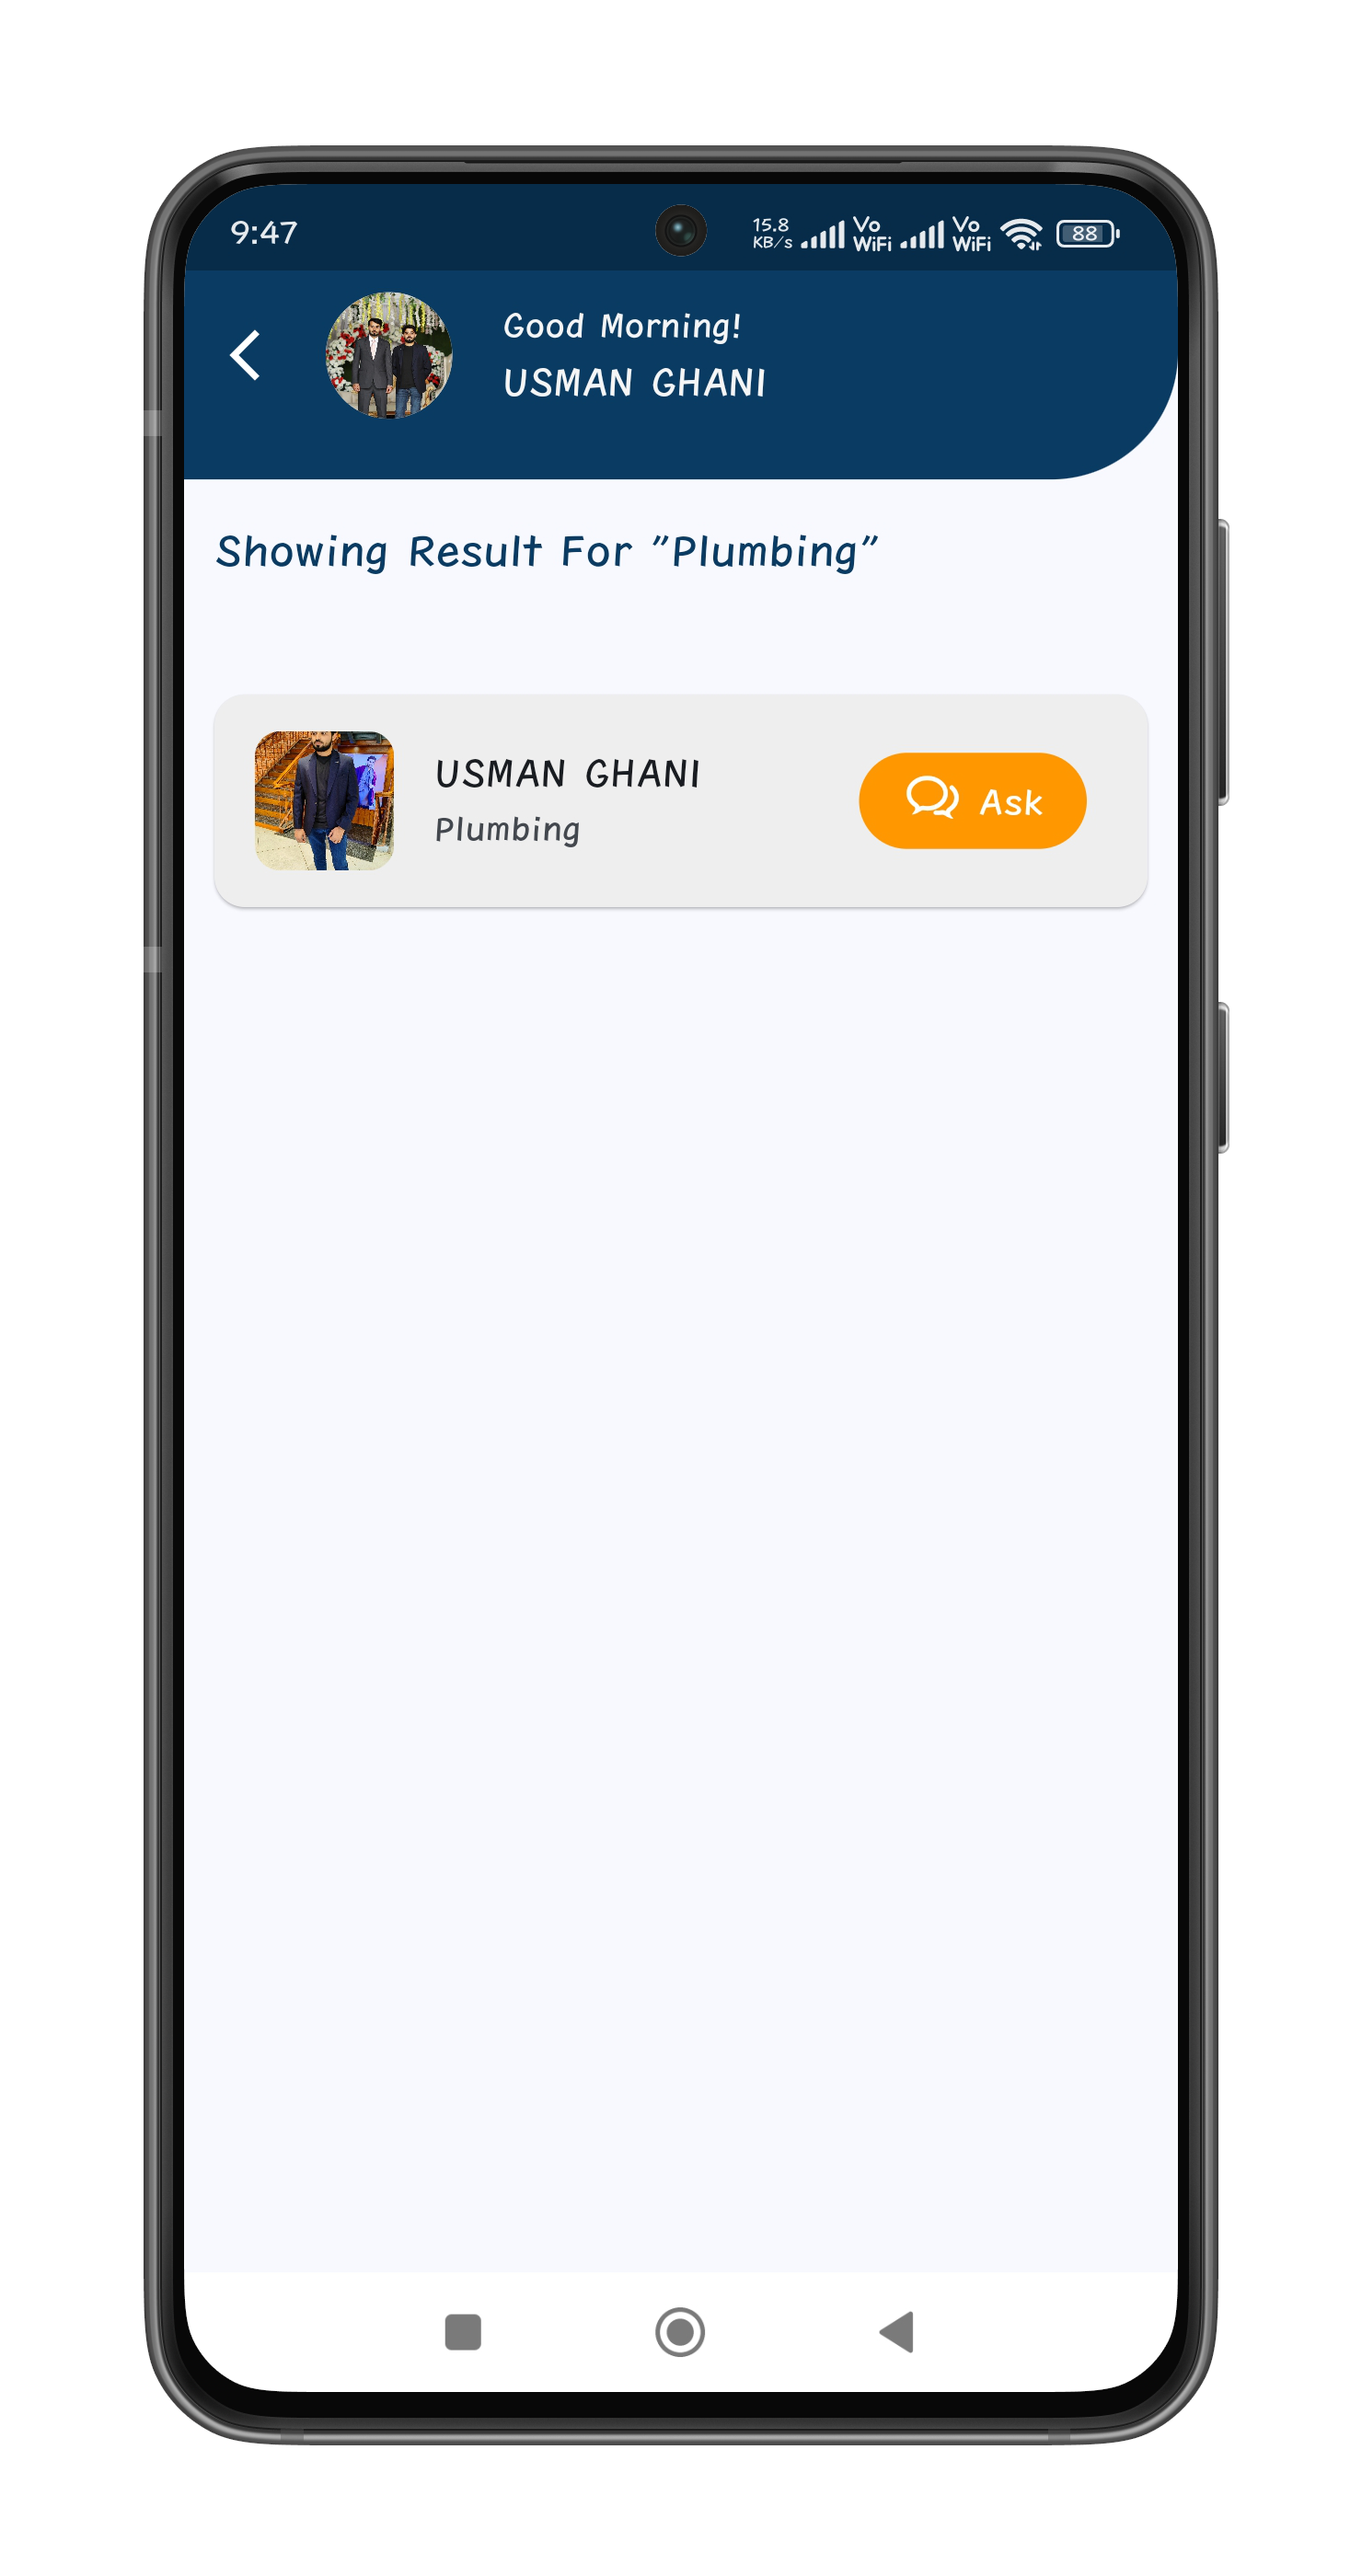 9:47
15.8 KB/s Vo WiFi Vo WiFi 88
Good Morning!
USMAN GHANI
Showing Result For "Plumbing"
USMAN GHANI
Plumbing
Ask